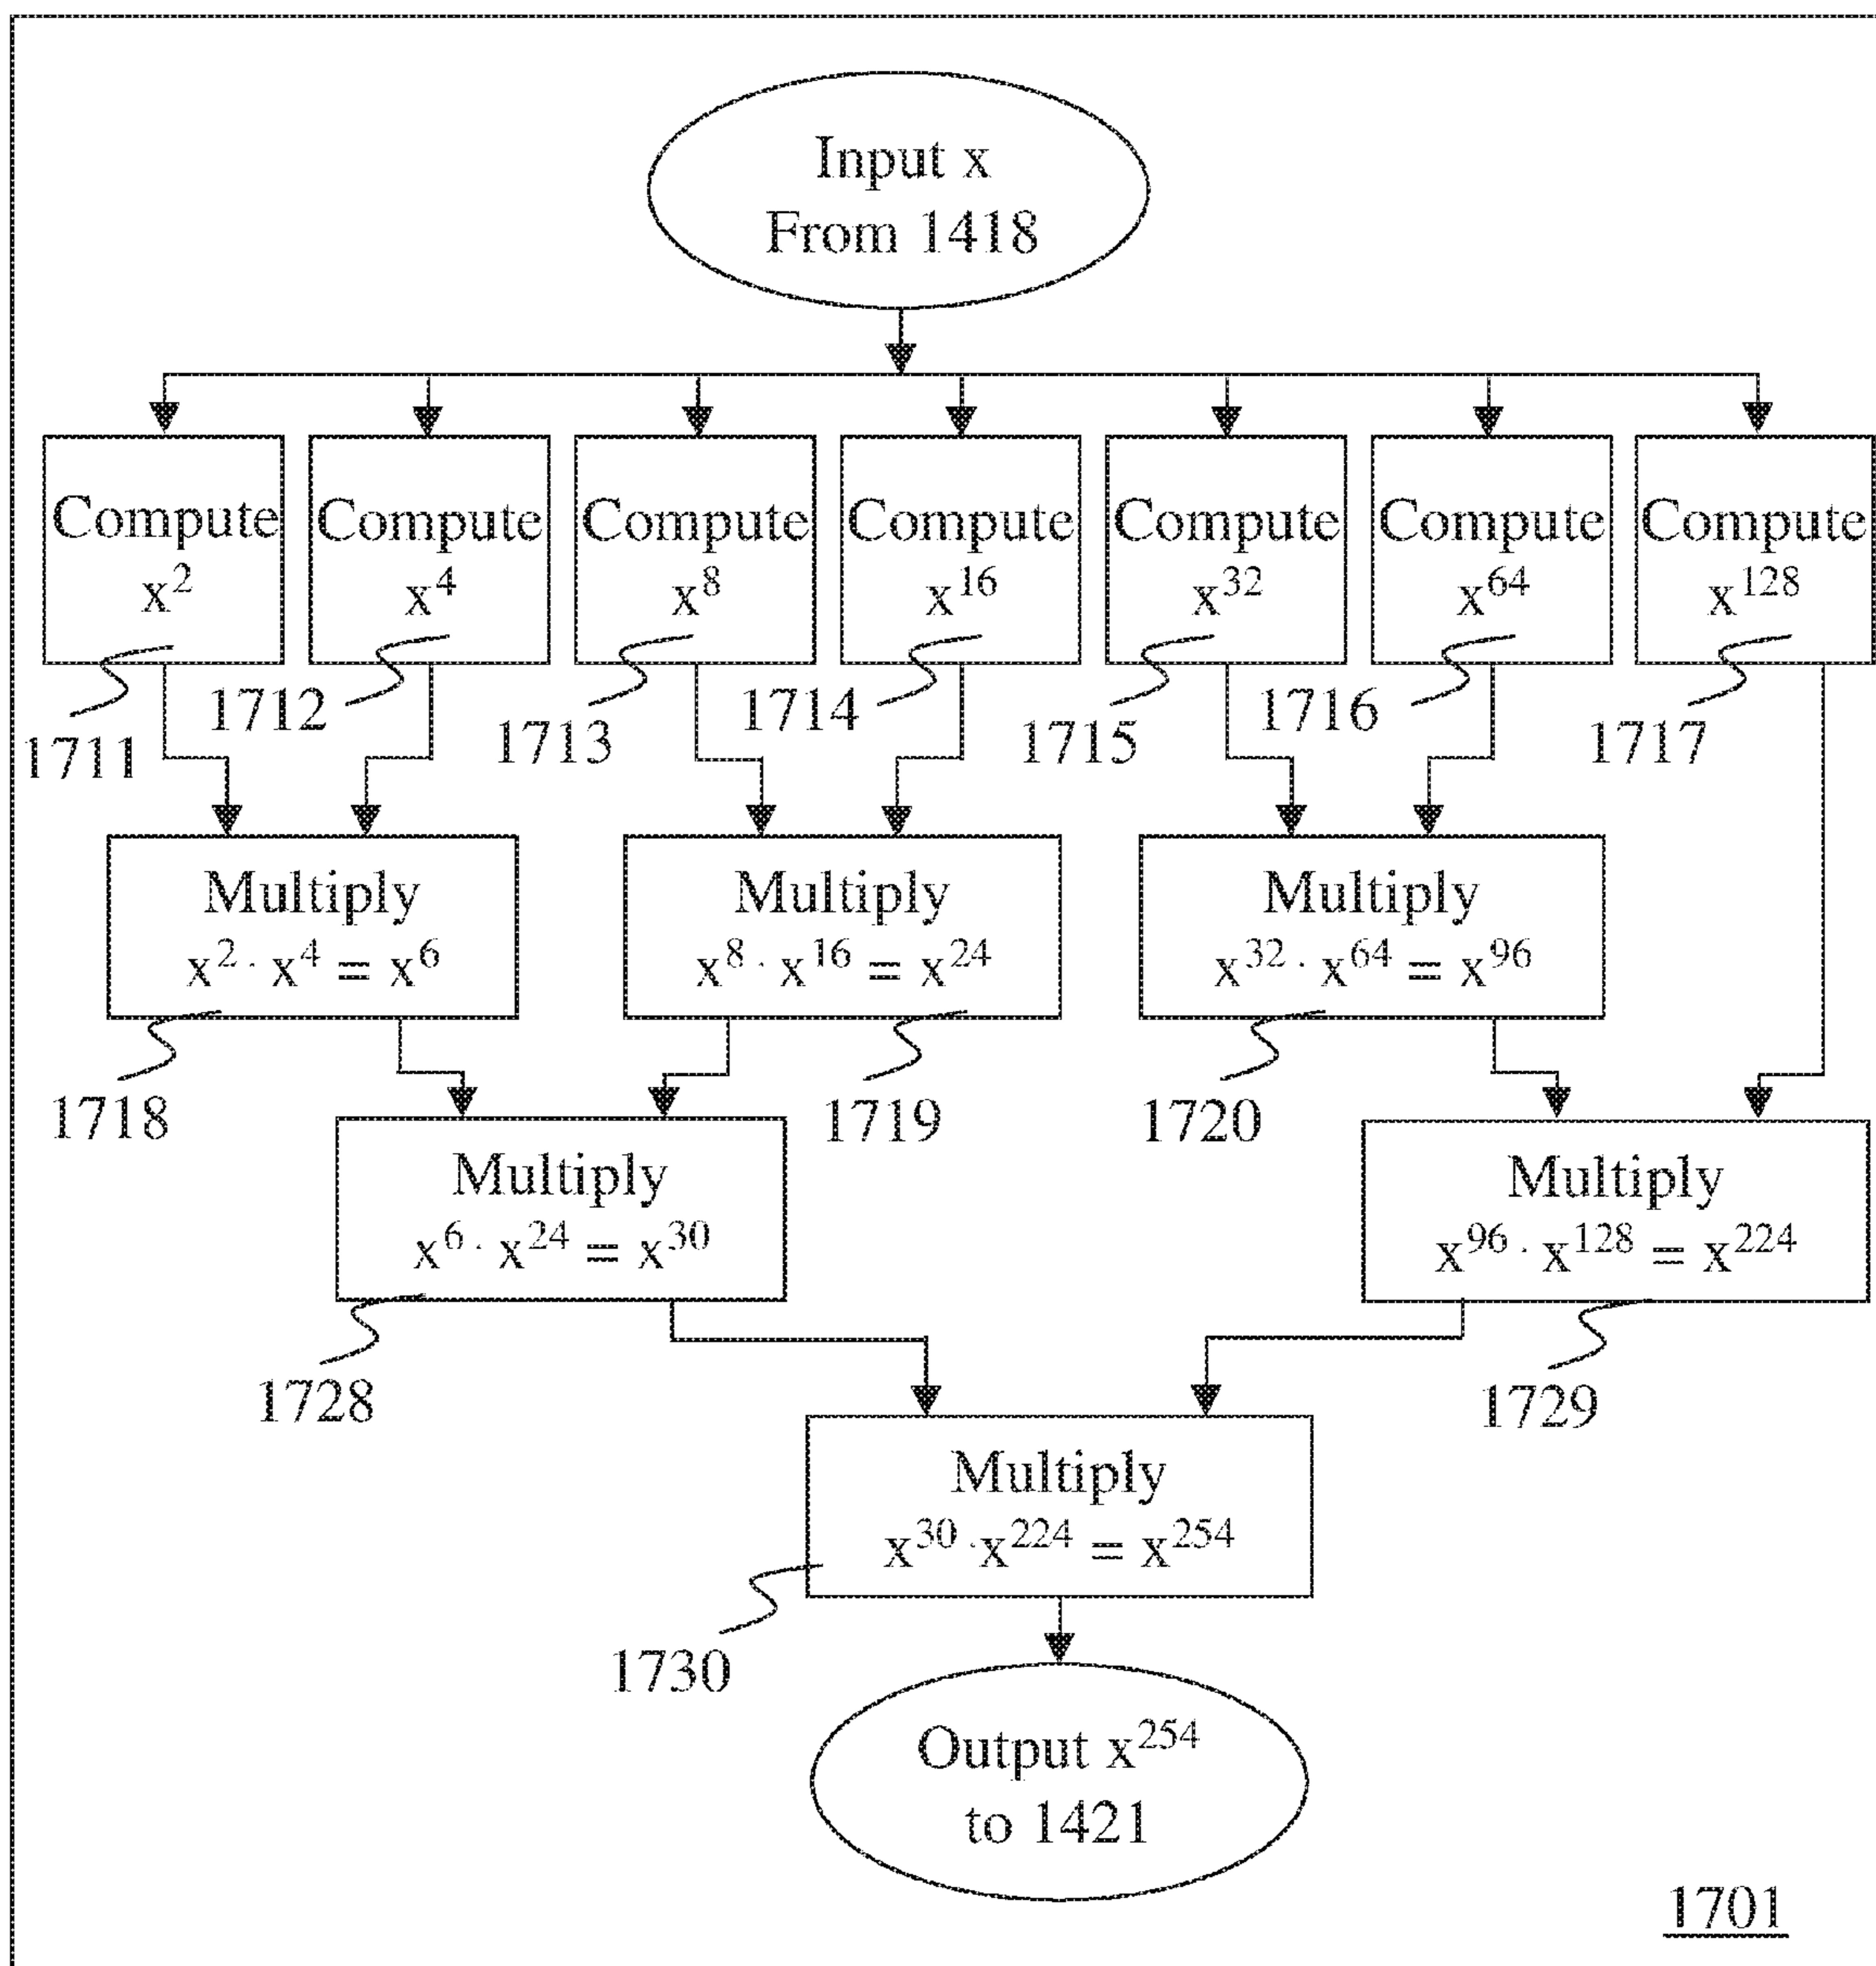 Input x
From 1418
Compute Compute Compute Compute Compute Compute Compute
x² x⁴ x⁸ x¹⁶ x³² x⁶⁴ x¹²⁸
1711 1712 1713 1714 1715 1716 1717
Multiply Multiply Multiply
x² · x⁴ = x⁶ x⁸ · x¹⁶ = x²⁴ x³² · x⁶⁴ = x⁹⁶
1718 1719 1720
Multiply Multiply
x⁶ · x²⁴ = x³⁰ x⁹⁶ · x¹²⁸ = x²²⁴
1728 1729
Multiply
x³⁰ · x²²⁴ = x²⁵⁴
1730
Output x²⁵⁴
to 1421
1701